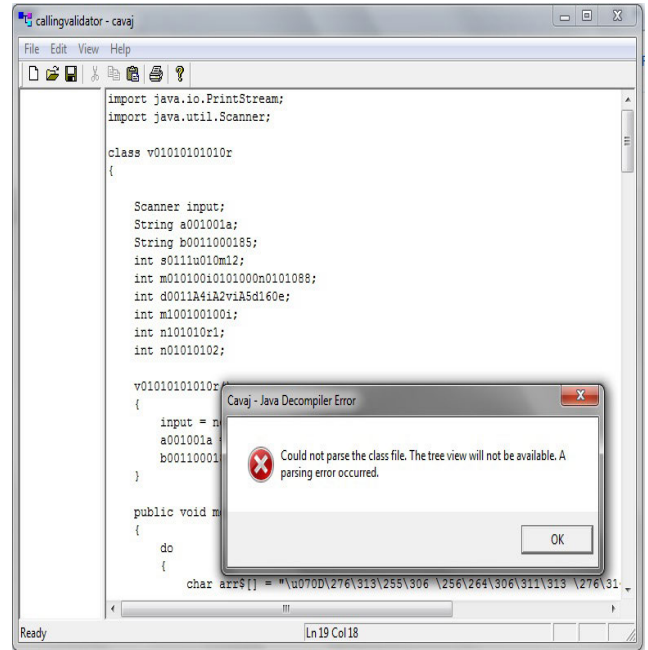 callingvalidator - cavaj
File Edit View Help
import java.io.PrintStream;
import java.util.Scanner;
class v01010101010r
{
Scanner input;
String a001001a;
String b0011000185;
int s0111u010m12;
int m010100i0101000n0101088;
int d0011A4iA2viA5d160e;
int m100100100i;
int n101010r1;
int n01010102;
v01010101010r
{
input = n
a001001a =
b00110001
}
public void m
{
do
{
char arr$[] = "\u070D\276\313\255\306 \256\264\306\311\313 \276\31
Cavaj - Java Decompiler Error
Could not parse the class file. The tree view will not be available. A
parsing error occurred.
OK
Ready
Ln 19 Col 18